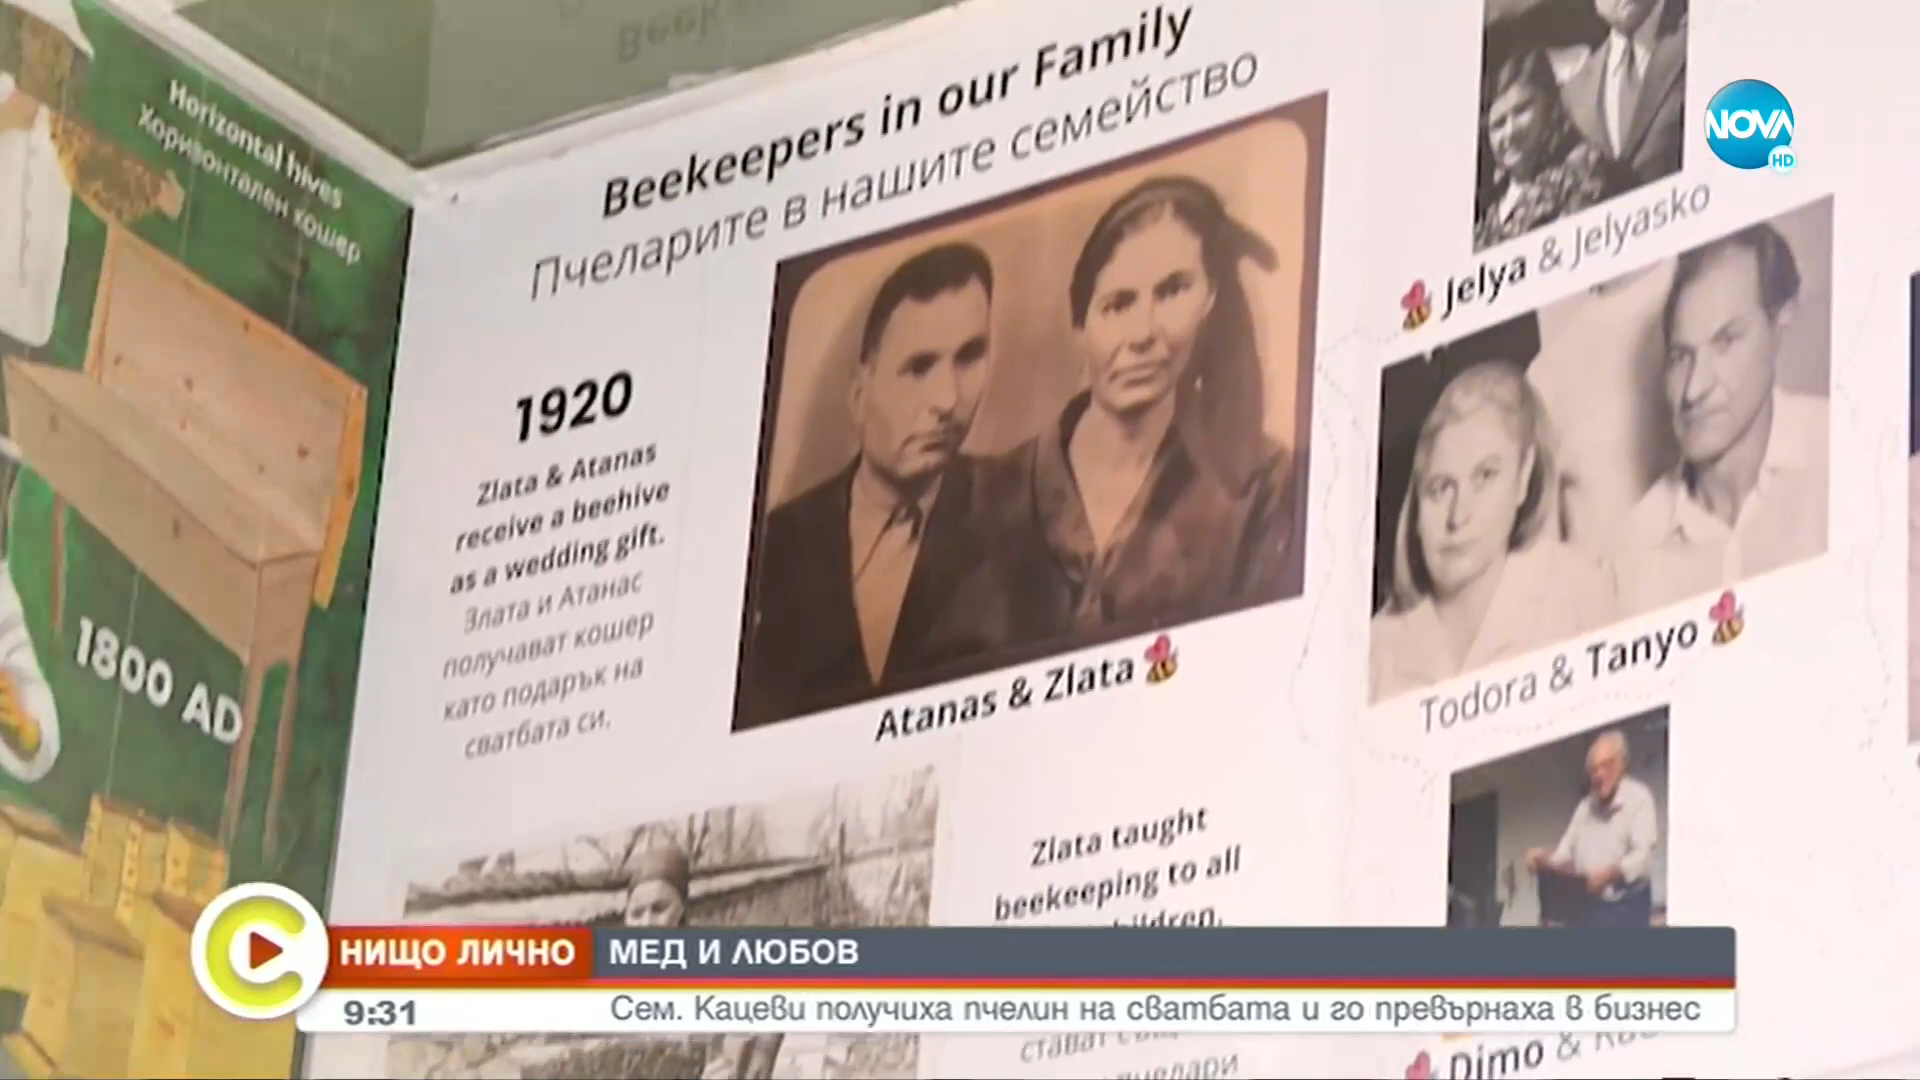 Horizontal hives
Хоризонтален кошер
1800 AD
Beekeepers in our Family
Пчеларите в нашите семейство
1920
Zlata & Atanas
receive a beehive
as a wedding gift.
Злата и Атанас
получават кошер
като подарък на
сватбата си.
Atanas & Zlata
Jelya & Jelyasko
Todora & Tanyo
Zlata taught
beekeeping to all
Dimo &
NOVA
HD
НИЩО ЛИЧНО
МЕД И ЛЮБОВ
9:31
Сем. Кацеви получиха пчелин на сватбата и го превърнаха в бизнес